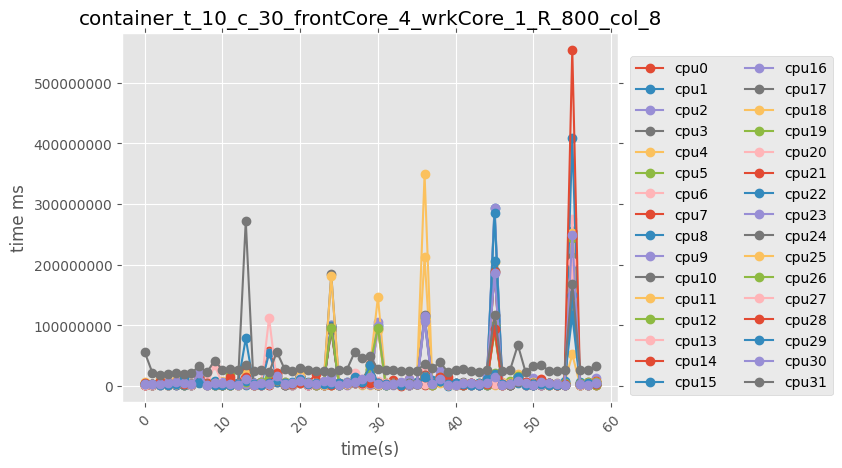 container_t_10_c_30_frontCore_4_wrkCore_1_R_800_col_8
time ms
500000000
400000000
300000000
200000000
100000000
0
0
10
20
30
40
50
60
time(s)
cpu0
cpu1
cpu2
cpu3
cpu4
cpu5
cpu6
cpu7
cpu8
cpu9
cpu10
cpu11
cpu12
cpu13
cpu14
cpu15
cpu16
cpu17
cpu18
cpu19
cpu20
cpu21
cpu22
cpu23
cpu24
cpu25
cpu26
cpu27
cpu28
cpu29
cpu30
cpu31